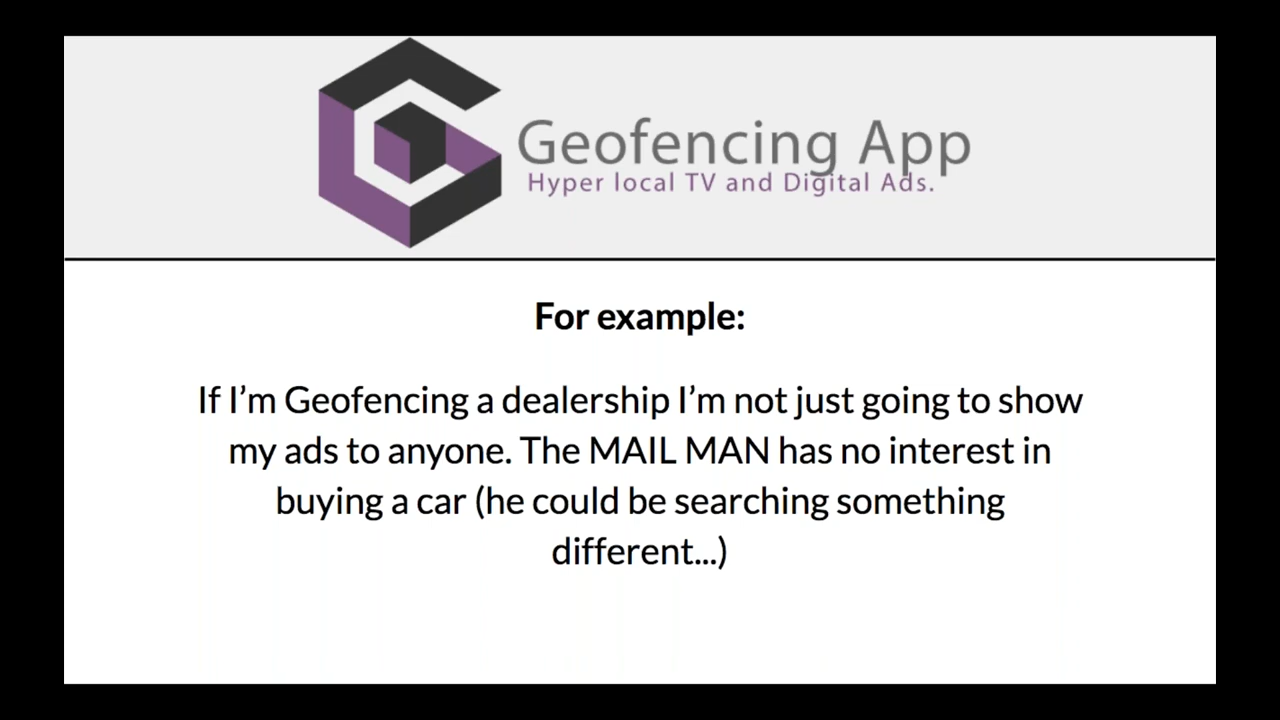 Geofencing App
Hyper local TV and Digital Ads.
For example:
If I’m Geofencing a dealership I’m not just going to show
my ads to anyone. The MAIL MAN has no interest in
buying a car (he could be searching something
different...)